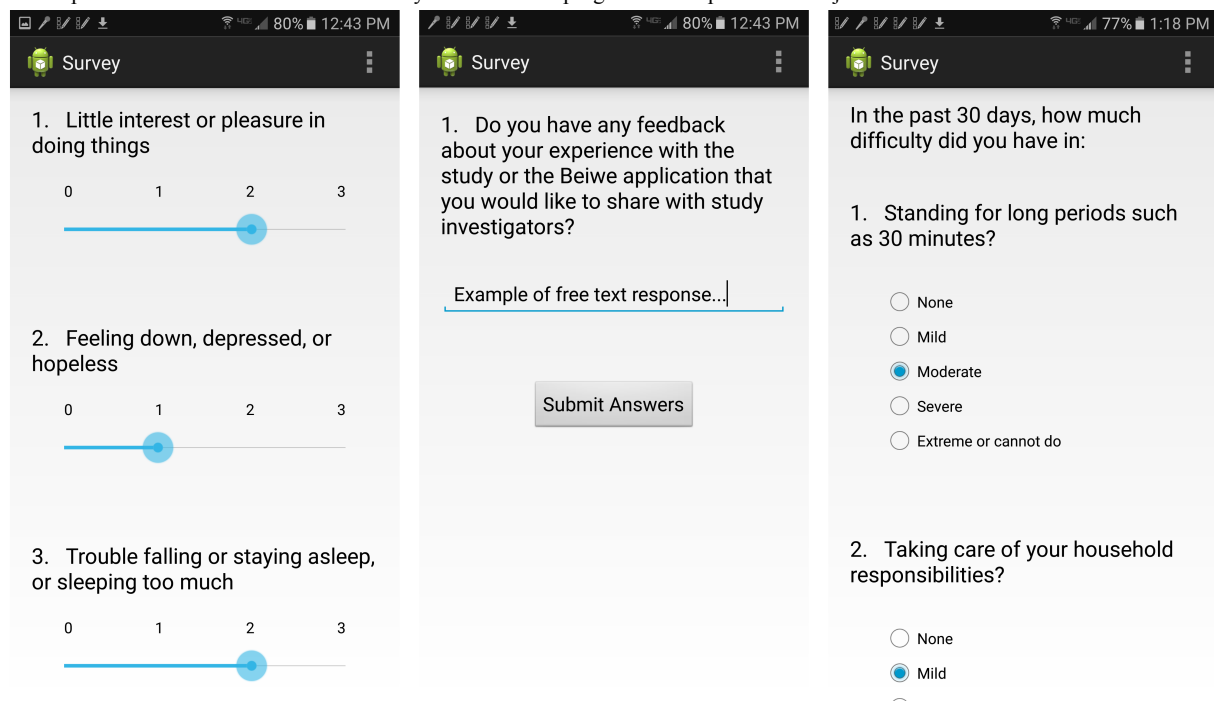 80% 12:43 PM
Survey
1. Little interest or pleasure in
doing things
0 1 2 3
2. Feeling down, depressed, or
hopeless
0 1 2 3
3. Trouble falling or staying asleep,
or sleeping too much
0 1 2 3
80% 12:43 PM
Survey
1. Do you have any feedback
about your experience with the
study or the Beiwe application that
you would like to share with study
investigators?
Example of free text response...
Submit Answers
77% 1:18 PM
Survey
In the past 30 days, how much
difficulty did you have in:
1. Standing for long periods such
as 30 minutes?
None
Mild
Moderate
Severe
Extreme or cannot do
2. Taking care of your household
responsibilities?
None
Mild